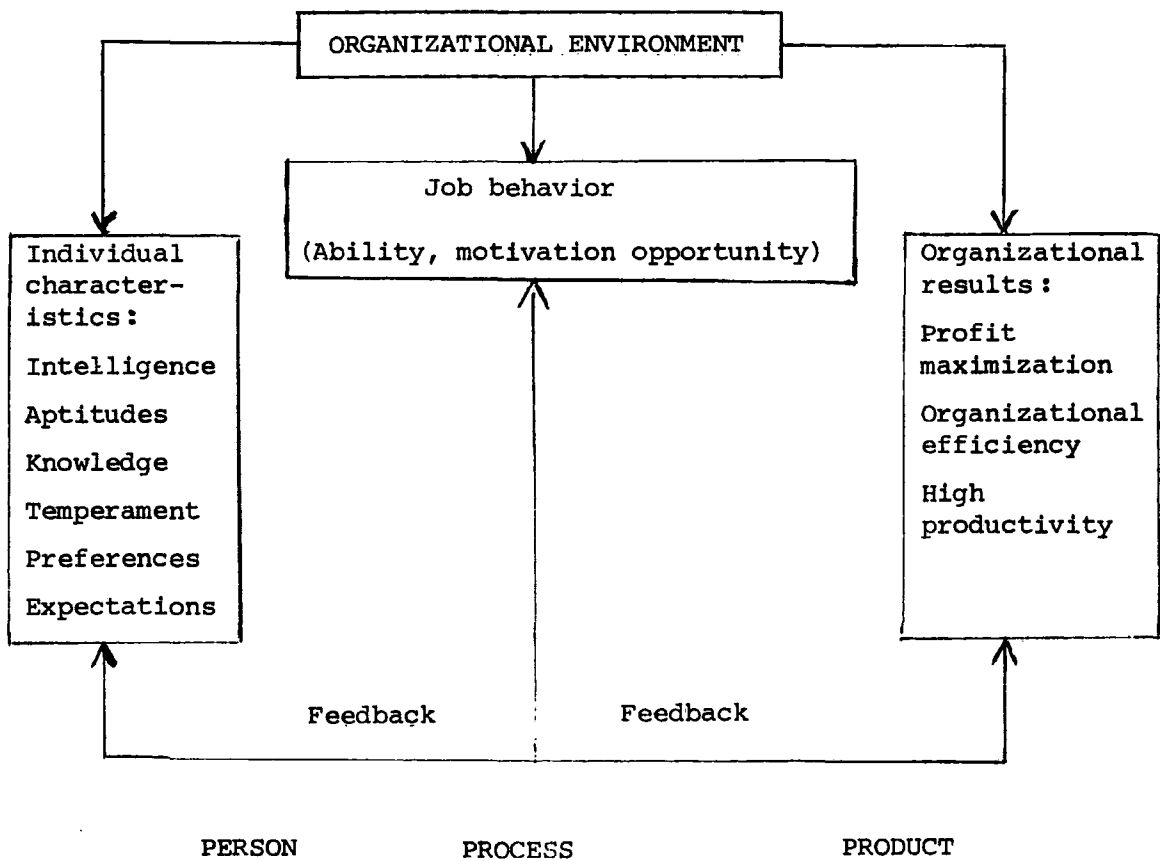 ORGANIZATIONAL ENVIRONMENT
Job behavior
(Ability, motivation opportunity)
Individual
character-
istics:
Intelligence
Aptitudes
Knowledge
Temperament
Preferences
Expectations
Organizational
results:
Profit
maximization
Organizational
efficiency
High
productivity
Feedback
Feedback
PERSON
PROCESS
PRODUCT